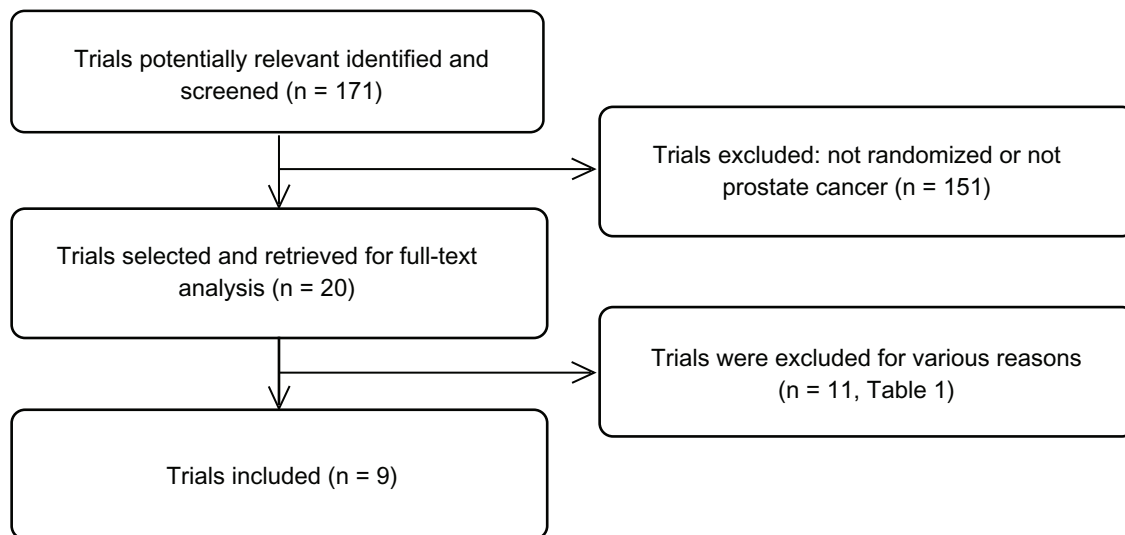 Trials potentially relevant identified and
screened (n = 171)
Trials excluded: not randomized or not
prostate cancer (n = 151)
Trials selected and retrieved for full-text
analysis (n = 20)
Trials were excluded for various reasons
(n = 11, Table 1)
Trials included (n = 9)